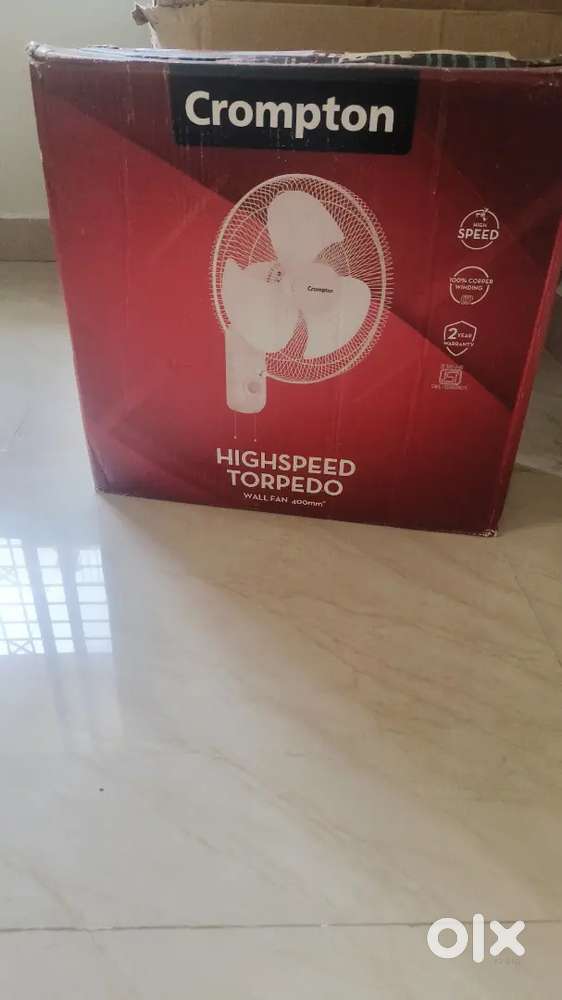 Crompton
Crompton
HIGH
SPEED
100% COPPER
WINDING
2 YEAR
WARRANTY
HIGHSPEED
TORPEDO
WALL FAN 400mm*
olx